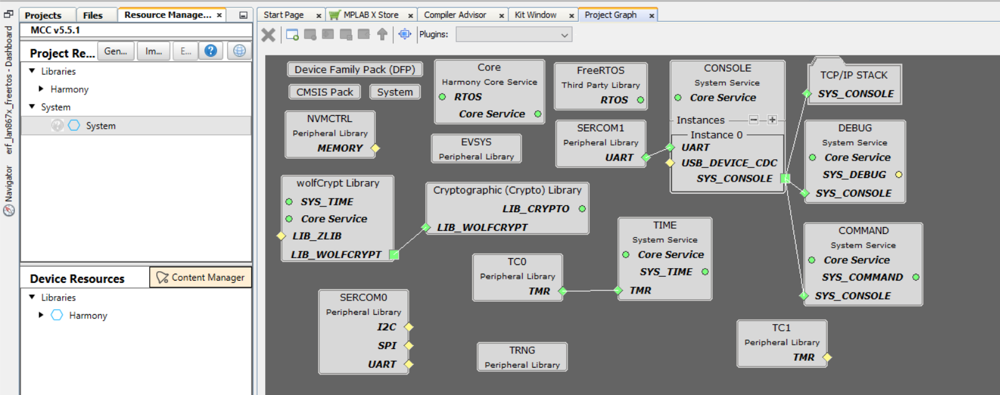 Projects
Files
Resource Manage... ×
MCC v5.5.1
Project Re...
Gen...
Im...
E...
?
Libraries
Harmony
System
? System
Device Resources
Content Manager
Libraries
Harmony
erf_lan867x_freertos - Dashboard
Navigator
Start Page ×
MPLAB X Store ×
Compiler Advisor ×
Kit Window ×
Project Graph ×
Plugins:
Device Family Pack (DFP)
CMSIS Pack
System
NVMCTRL
Peripheral Library
MEMORY
Core
Harmony Core Service
RTOS
Core Service
EVSYS
Peripheral Library
FreeRTOS
Third Party Library
RTOS
SERCOM1
Peripheral Library
UART
CONSOLE
System Service
Core Service
Instances − +
Instance 0
UART
USB_DEVICE_CDC
SYS_CONSOLE
TCP/IP STACK
SYS_CONSOLE
DEBUG
System Service
Core Service
SYS_DEBUG
SYS_CONSOLE
wolfCrypt Library
SYS_TIME
Core Service
LIB_ZLIB
LIB_WOLFCRYPT
Cryptographic (Crypto) Library
LIB_CRYPTO
LIB_WOLFCRYPT
TIME
System Service
Core Service
SYS_TIME
TMR
COMMAND
System Service
Core Service
SYS_COMMAND
SYS_CONSOLE
TC0
Peripheral Library
TMR
SERCOM0
Peripheral Library
I2C
SPI
UART
TRNG
Peripheral Library
TC1
Peripheral Library
TMR